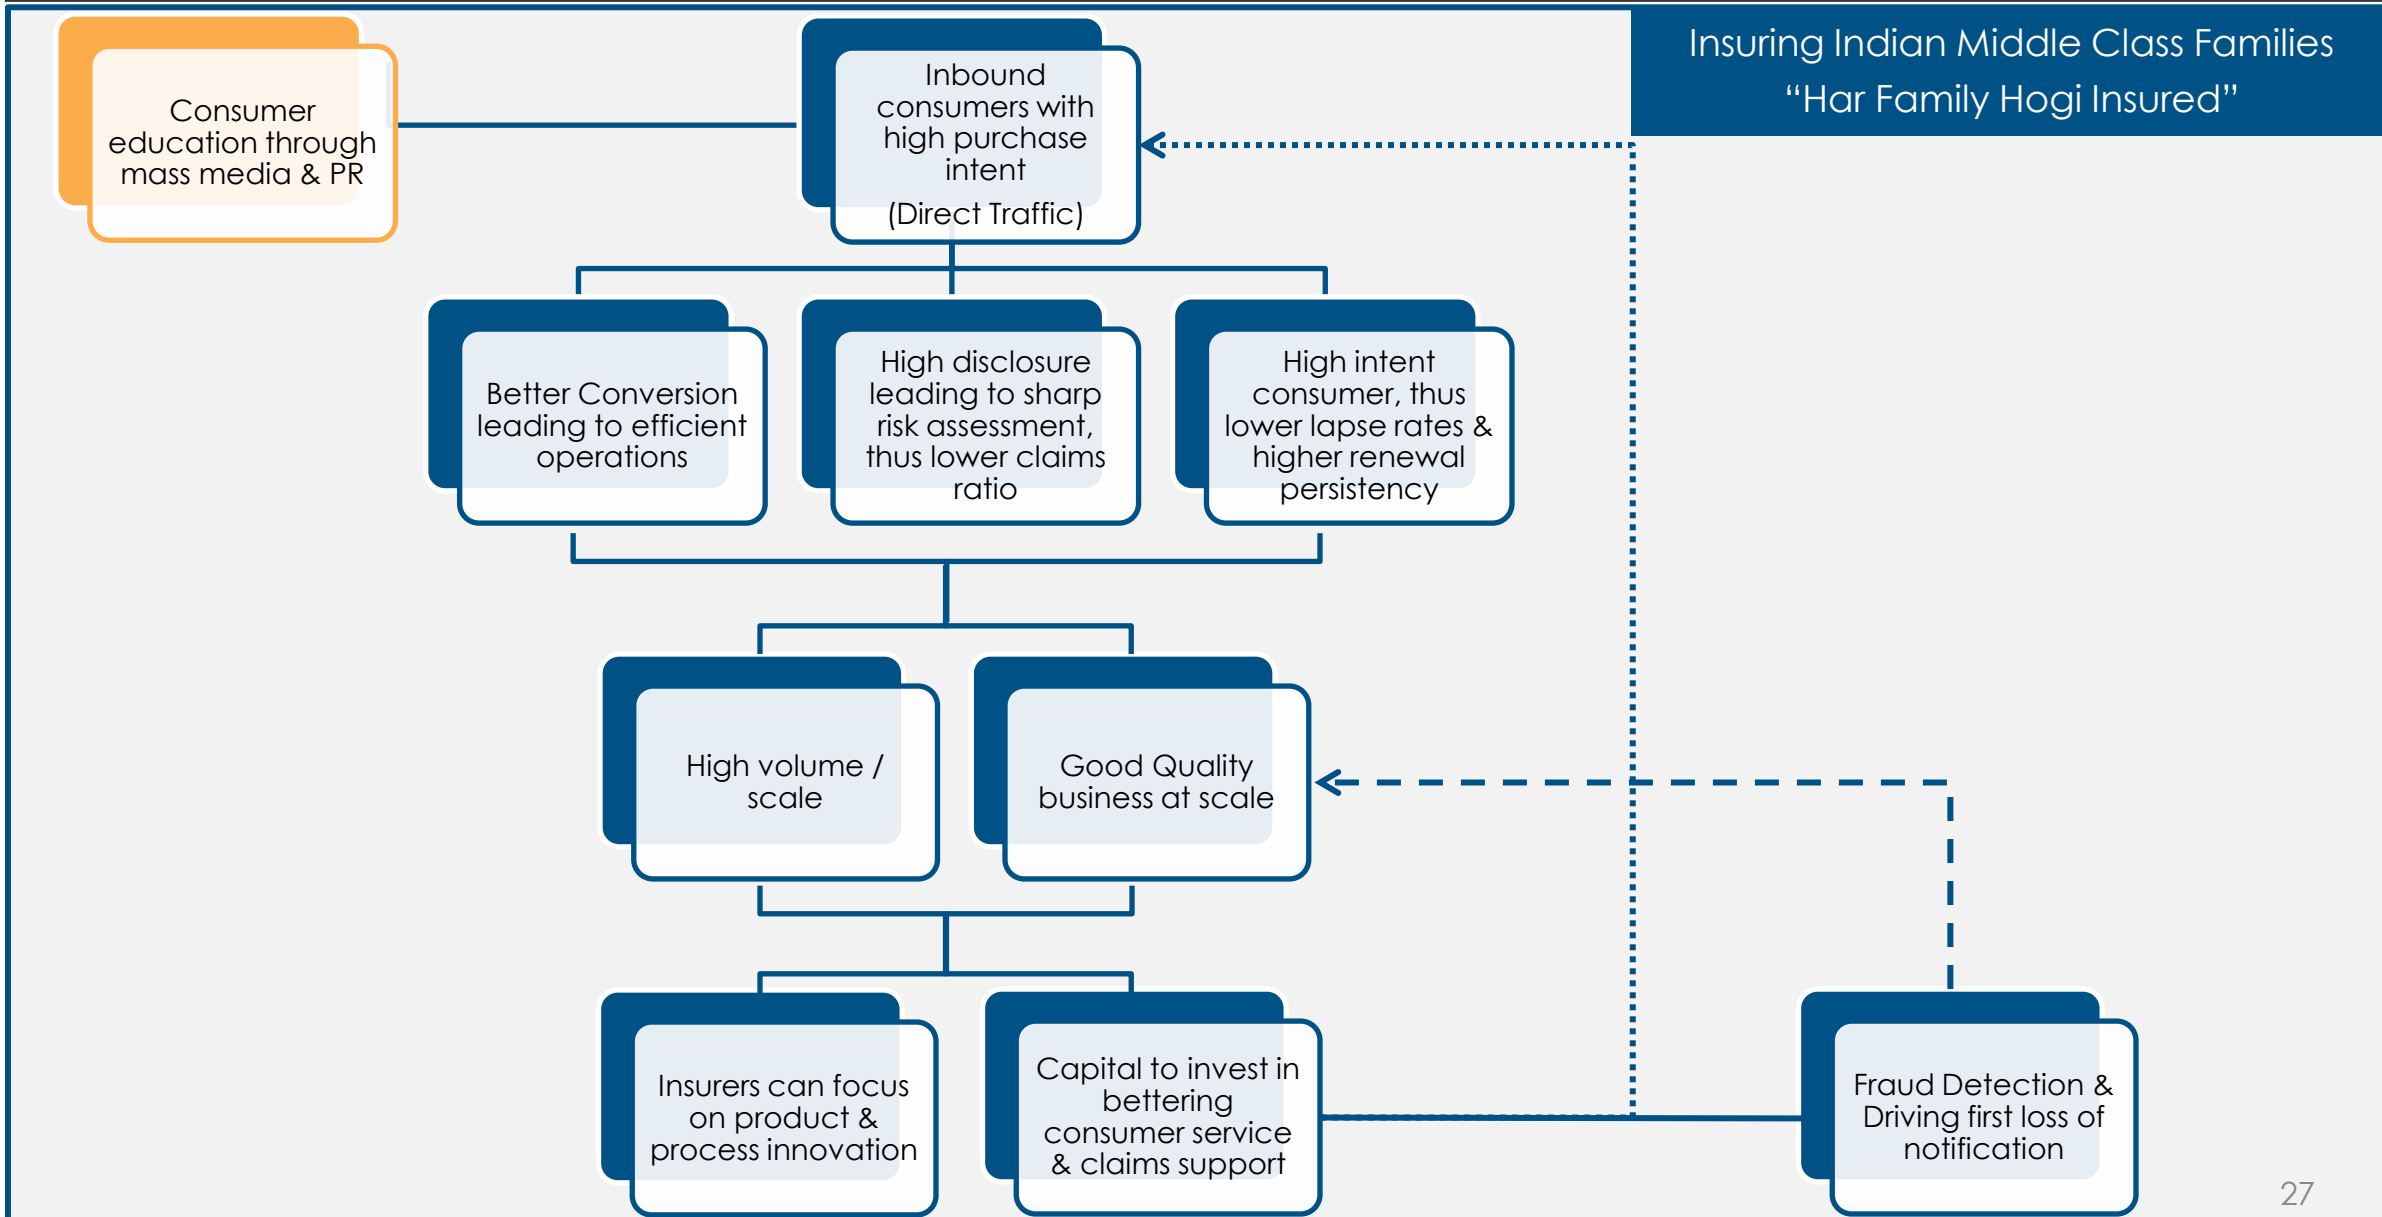 Insuring Indian Middle Class Families
“Har Family Hogi Insured”
Consumer
education through
mass media & PR
Inbound
consumers with
high purchase
intent
(Direct Traffic)
Better Conversion
leading to efficient
operations
High disclosure
leading to sharp
risk assessment,
thus lower claims
ratio
High intent
consumer, thus
lower lapse rates &
higher renewal
persistency
High volume /
scale
Good Quality
business at scale
Insurers can focus
on product &
process innovation
Capital to invest in
bettering
consumer service
& claims support
Fraud Detection &
Driving first loss of
notification
27